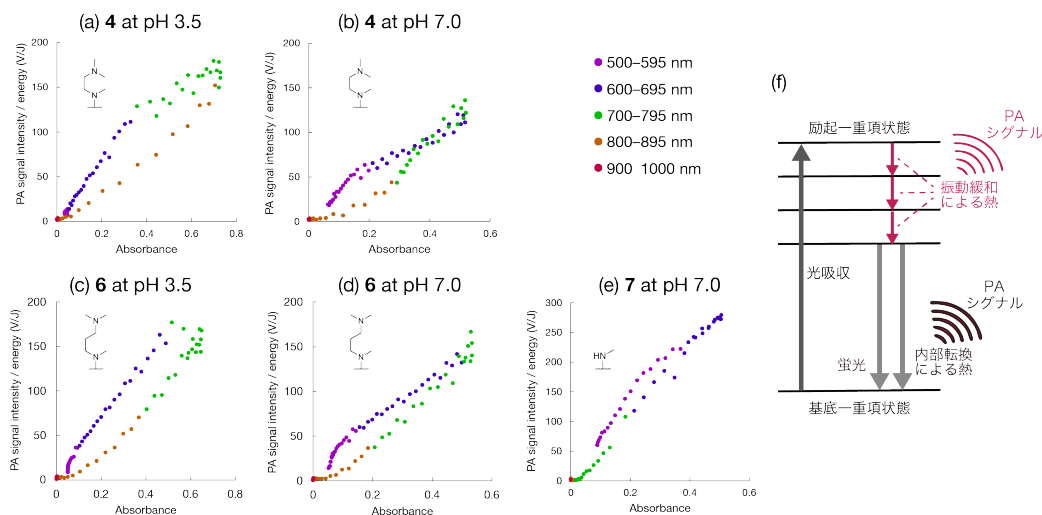 (a) 4 at pH 3.5
PA signal intensity / energy (V/J)
200
150
100
50
0
0
0.2
0.4
0.6
0.8
Absorbance
N
N
(b) 4 at pH 7.0
PA signal intensity / energy (V/J)
200
150
100
50
0
0
0.2
0.4
0.6
Absorbance
N
N
500–595 nm
600–695 nm
700–795 nm
800–895 nm
900 1000 nm
(c) 6 at pH 3.5
PA signal intensity / energy (V/J)
200
150
100
50
0
0
0.2
0.4
0.6
0.8
Absorbance
N
N
(d) 6 at pH 7.0
PA signal intensity / energy (V/J)
200
150
100
50
0
0
0.2
0.4
0.6
Absorbance
N
N
(e) 7 at pH 7.0
PA signal intensity / energy (V/J)
300
250
200
150
100
50
0
0
0.2
0.4
0.6
Absorbance
HN
(f)
励起一重項状態
PA
シグナル
振動緩和
による熱
光吸収
PA
シグナル
蛍光
内部転換
による熱
基底一重項状態